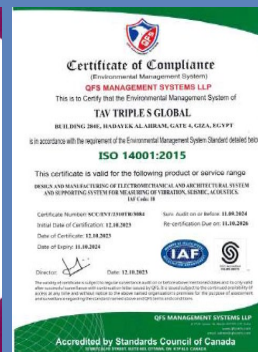 QFS
Certificate of Compliance
(Environmental Management System)
QFS MANAGEMENT SYSTEMS LLP
This is to Certify that the Environmental Management System of
TAV TRIPLE S GLOBAL
BUILDING 204E, HADAYEK AL AHRAM, GATE 4, GIZA, EGYPT
is in accordance with the requirement of the Environmental Management System Standard detailed below
ISO 14001:2015
This certificate is valid for the following product or service range
DESIGN AND MANUFACTURING OF ELECTROMECHANICAL AND ARCHITECTURAL SYSTEM
AND SUPPORTING SYSTEM FOR MEASURING OF VIBRATION, SEISMIC, ACOUSTICS.
IAF Code: 18
Certificate Number: Surv. Audit on or Before: 11.09.2024
Initial Date of Certification: 12.10.2023 Re-certification Due on: 11.10.2026
Date of Certificate: 12.10.2023
Date of Expiry: 11.10.2024
IAF
Director: Date: 12.10.2023
QFS MANAGEMENT SYSTEMS LLP
Accredited by Standards Council of Canada